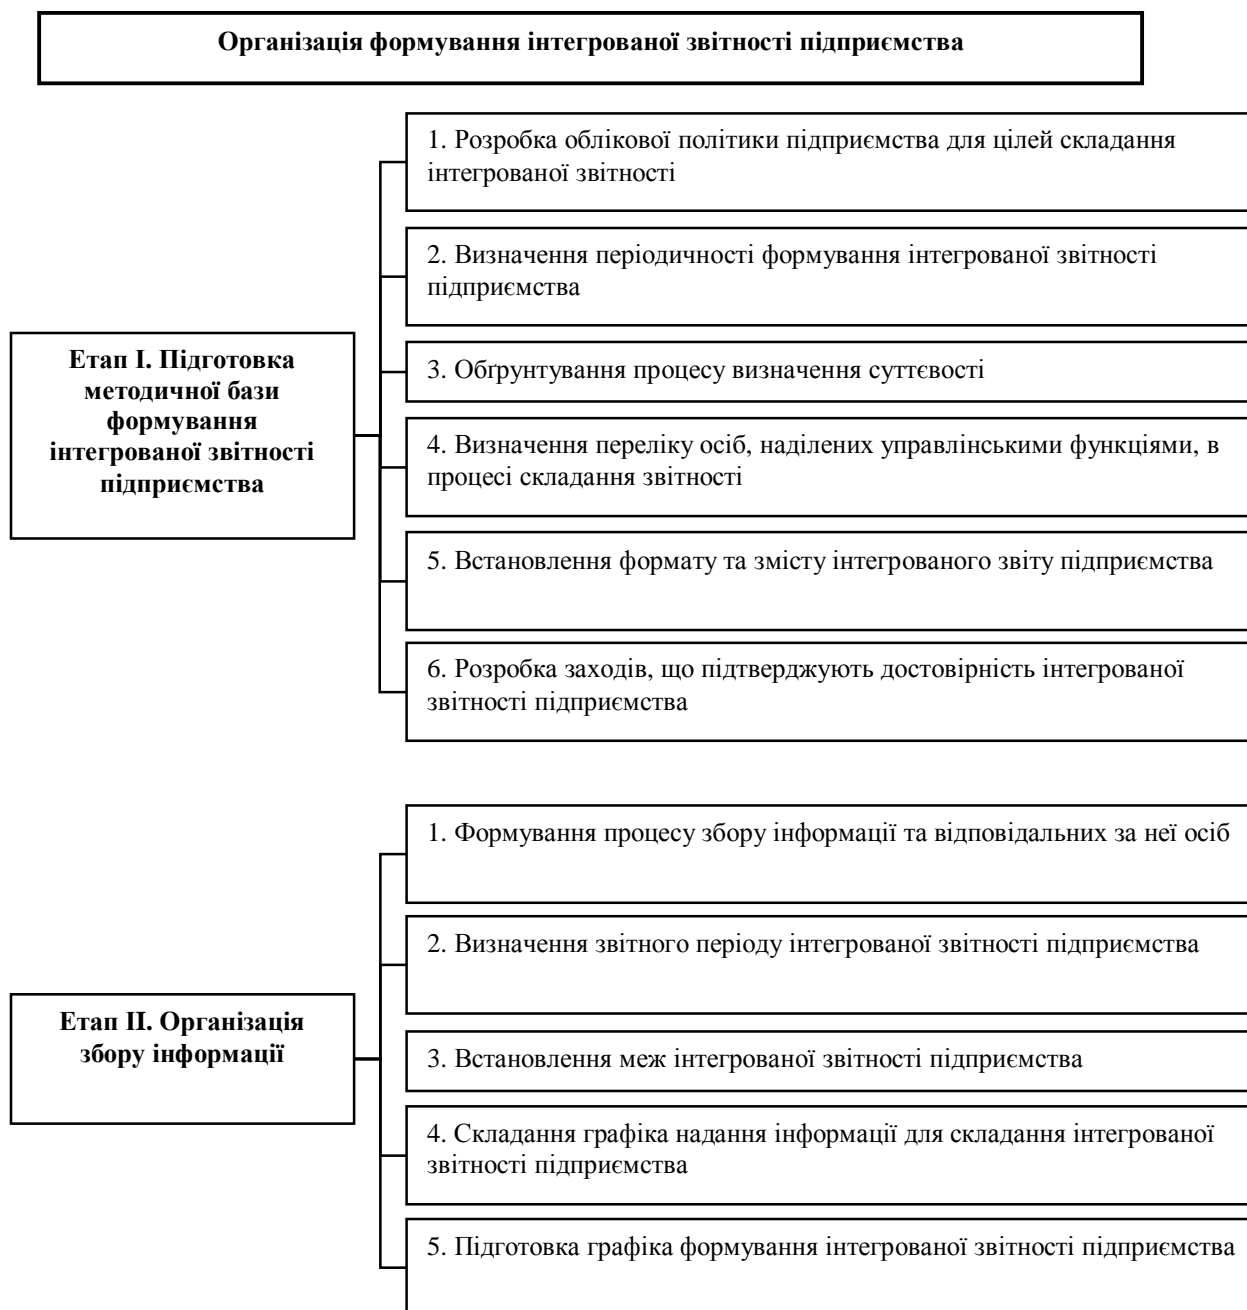 Організація формування інтегрованої звітності підприємства
1. Розробка облікової політики підприємства для цілей складання
інтегрованої звітності
2. Визначення періодичності формування інтегрованої звітності
підприємства
Етап І. Підготовка
методичної бази
формування
інтегрованої звітності
підприємства
3. Обґрунтування процесу визначення суттєвості
4. Визначення переліку осіб, наділених управлінськими функціями, в
процесі складання звітності
5. Встановлення формату та змісту інтегрованого звіту підприємства
6. Розробка заходів, що підтверджують достовірність інтегрованої
звітності підприємства
1. Формування процесу збору інформації та відповідальних за неї осіб
2. Визначення звітного періоду інтегрованої звітності підприємства
Етап ІІ. Організація
збору інформації
3. Встановлення меж інтегрованої звітності підприємства
4. Складання графіка надання інформації для складання інтегрованої
звітності підприємства
5. Підготовка графіка формування інтегрованої звітності підприємства